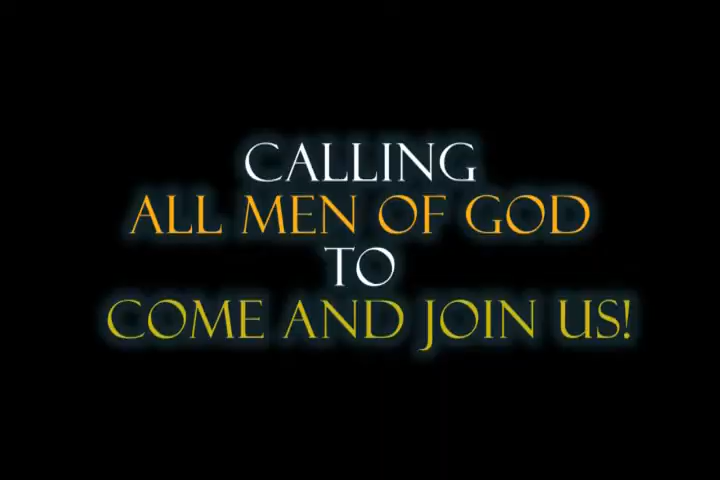 CALLING
ALL MEN OF GOD
TO
COME AND JOIN US!